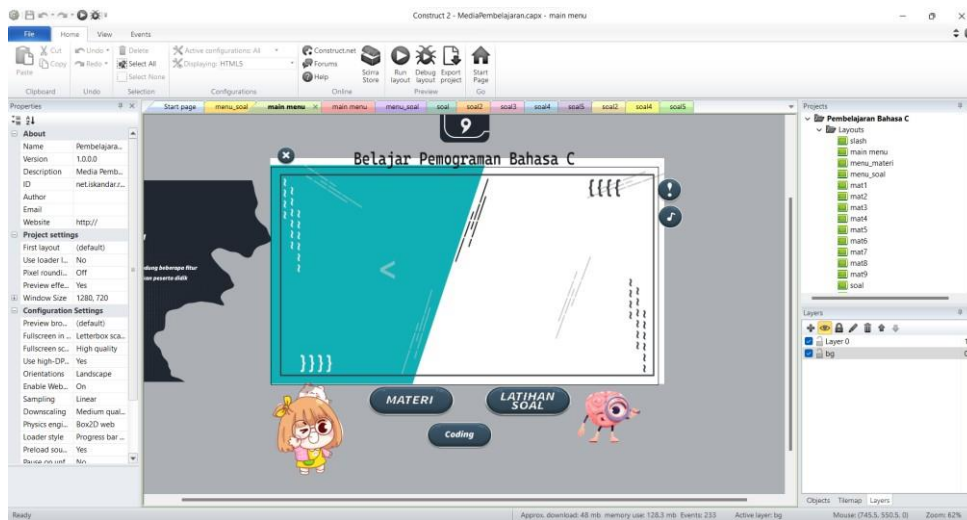 Construct 2 - MediaPembelajaran.capx - main menu
File Home View Events
Paste
Cut
Copy
Clipboard
Undo
Redo
Undo
Delete
Select All
Select None
Selection
Active configurations: All
Displaying: HTML5
Configurations
Construct.net
Forums
Help
Scirra Store
Online
Run layout
Debug layout
Export project
Preview
Start Page
Go
Properties
About
Name Pembelajara...
Version 1.0.0.0
Description Media Pemb...
ID net.iskandar.r...
Author
Email
Website http://
Project settings
First layout (default)
Use loader l... No
Pixel roundi... Off
Preview effe... Yes
Window Size 1280, 720
Configuration Settings
Preview bro... (default)
Fullscreen in ... Letterbox sca...
Fullscreen sc... High quality
Use high-DP... Yes
Orientations Landscape
Enable Web... On
Sampling Linear
Downscaling Medium qual...
Physics engi... Box2D web
Loader style Progress bar ...
Preload sou... Yes
Pause on unf... No
Start page menu_soal main menu main menu menu_soal soal soal2 soal3 soal4 soal5 soal2 soal4 soal5
9
Belajar Pemograman Bahasa C
{{{{
!
<
}}}}
dung beberapa fitur
an peserta didik
MATERI
LATIHAN
SOAL
Coding
Projects
Pembelajaran Bahasa C
Layouts
slash
main menu
menu_materi
menu_soal
mat1
mat2
mat3
mat4
mat5
mat6
mat7
mat8
mat9
soal
Layers
Layer 0 1
bg 0
Objects Tilemap Layers
Ready
Approx. download: 48 mb memory use: 128.5 mb Events: 233 Active layer: bg Mouse: (745.5, 550.5, 0) Zoom: 62%